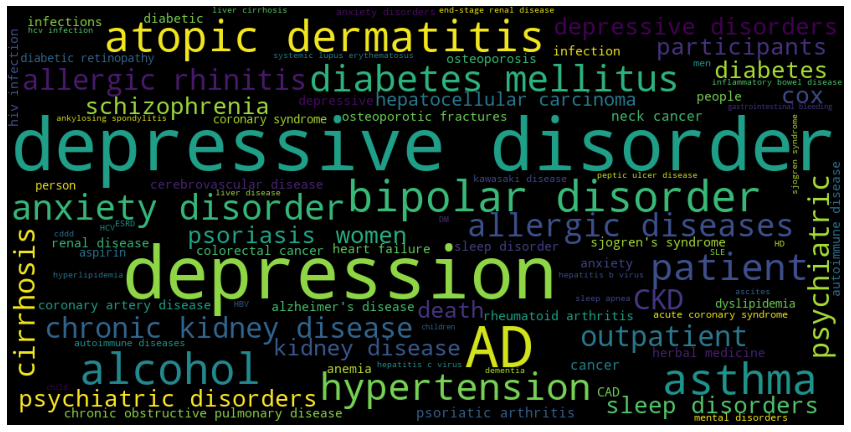 liver cirrhosis
anxiety disorders
end-stage renal disease
infections
diabetic
atopic dermatitis
depressive disorders
hcv infection
hiv infection
diabetic retinopathy
systemic lupus erythematosus
osteoporosis
infection
participants
men
allergic rhinitis
diabetes mellitus
diabetes
inflammatory bowel disease
schizophrenia
depressive
hepatocellular carcinoma
people
cox
gastrointestinal bleeding
ankylosing spondylitis
coronary syndrome
osteoporotic fractures
neck cancer
sjogren syndrome
depressive disorder
person
cerebrovascular disease
kawasaki disease
peptic ulcer disease
liver disease
autoimmune disease
anxiety disorder
bipolar disorder
psychiatric
cddd
HCV
ESRD
DM
allergic diseases
psoriasis women
renal disease
colorectal cancer
heart failure
sleep disorder
sjogren's syndrome
HD
aspirin
SLE
cirrhosis
depression
anxiety
patient
hyperlipidemia
hepatitis b virus
ascites
coronary artery disease
HBV
alzheimer's disease
sleep apnea
CKD
dyslipidemia
death
rheumatoid arthritis
acute coronary syndrome
chronic kidney disease
children
AD
outpatient
autoimmune diseases
kidney disease
herbal medicine
alcohol
anemia
hepatitis c virus
dementia
cancer
asthma
child
hypertension
CAD
psychiatric disorders
sleep disorders
chronic obstructive pulmonary disease
psoriatic arthritis
mental disorders